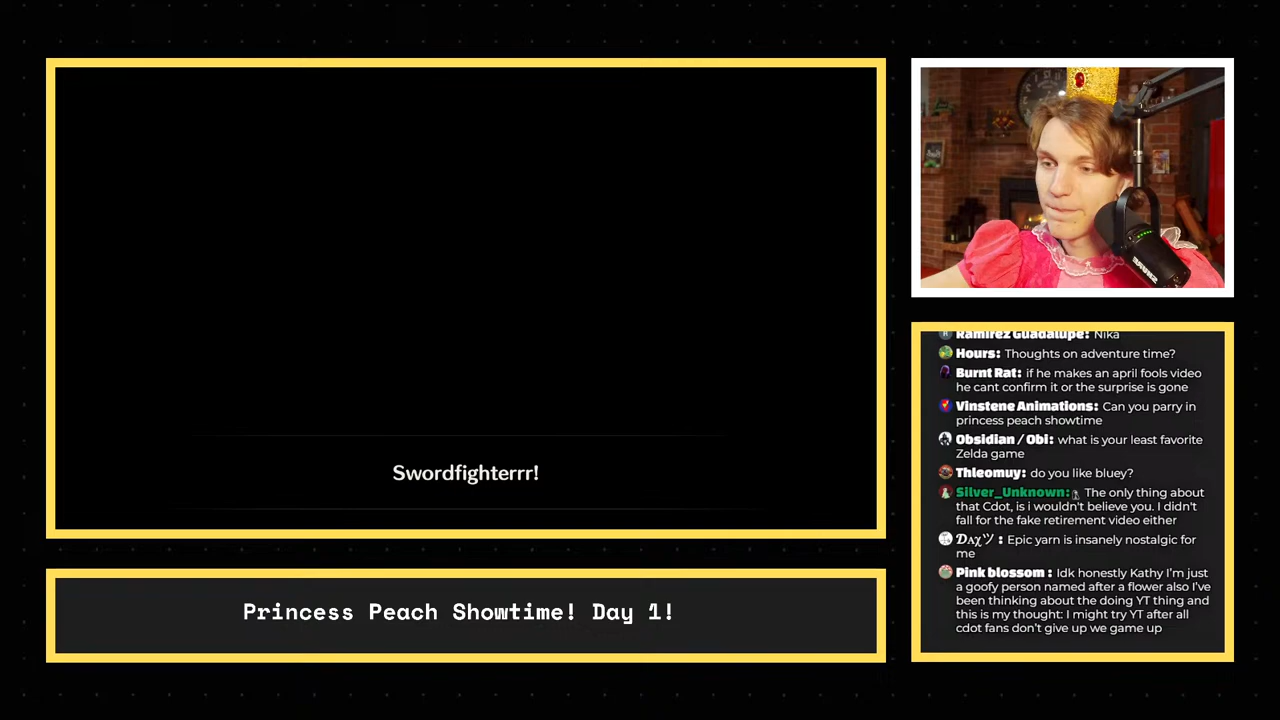 Swordfighterrr!
Princess Peach Showtime! Day 1!
Ramirez Guadalupe: Nika
Hours: Thoughts on adventure time?
Burnt Rat: if he makes an april fools video
he cant confirm it or the surprise is gone
Vinstene Animations: Can you parry in
princess peach showtime
Obsidian / Obi: what is your least favorite
Zelda game
Thleomuy: do you like bluey?
Silver_Unknown: The only thing about
that Cdot, is i wouldn't believe you. I didn't
fall for the fake retirement video either
Dᴀχツ : Epic yarn is insanely nostalgic for
me
Pink blossom : Idk honestly Kathy I'm just
a goofy person named after a flower also I've
been thinking about the doing YT thing and
this is my thought: I might try YT after all
cdot fans don't give up we game up